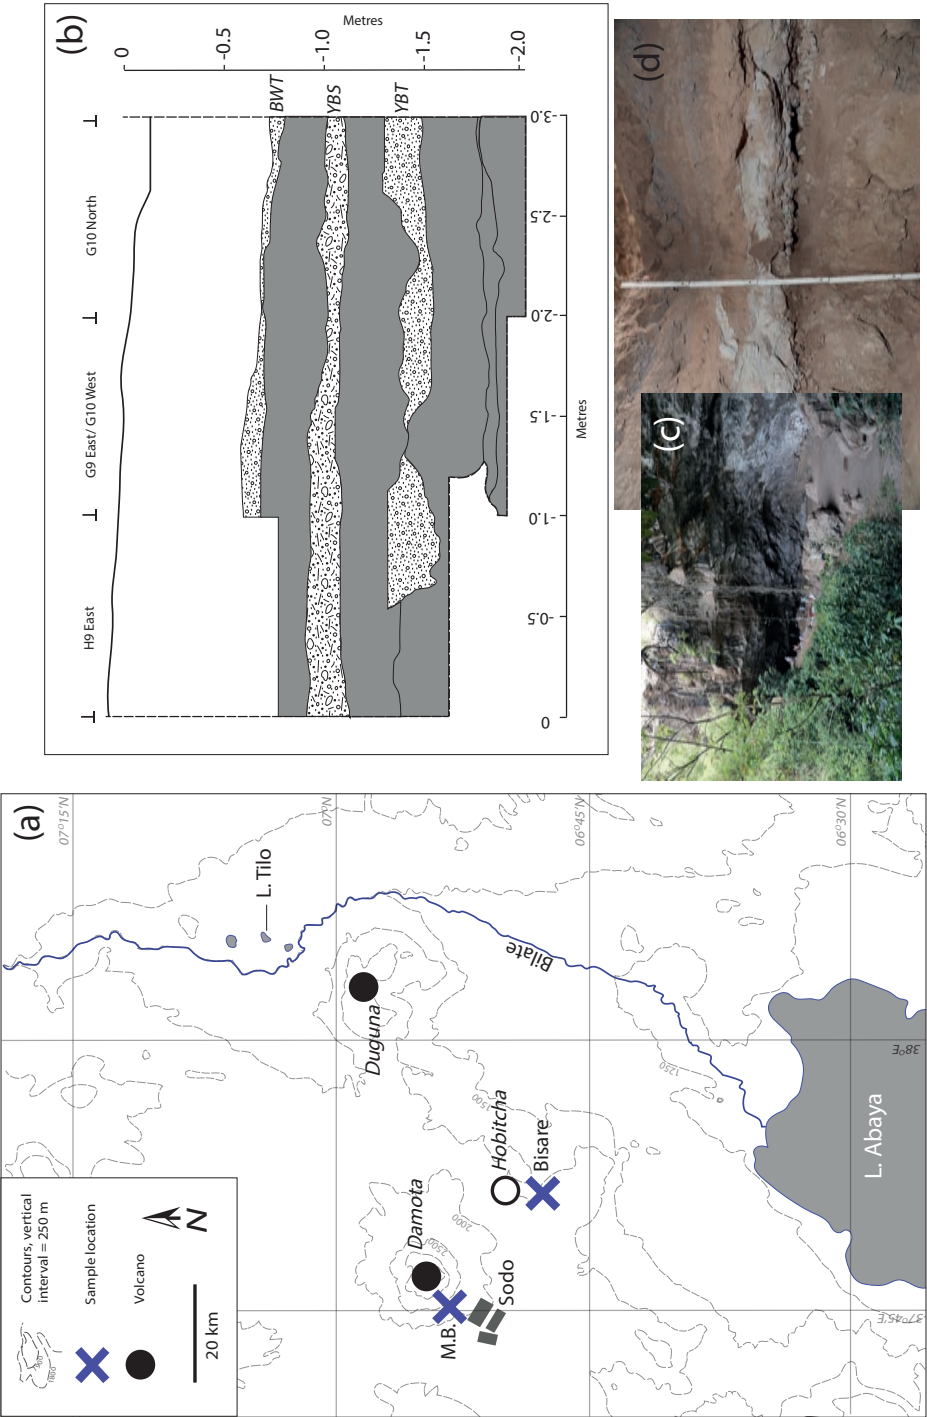 (a)
Contours, vertical
interval = 250 m
900
1800
Sample location
Volcano
N
20 km
07°15'N
07°N
06°45'N
06°30'N
37°45'E
38°E
L. Tilo
Bilate
Duguna
Damota
Hobitcha
Bisare
M.B.
Sodo
L. Abaya
2500
2000
1500
1250
(b)
H9 East
G9 East/ G10 West
G10 North
Metres
0
-0.5
-1.0
-1.5
-2.0
BWT
YBS
YBT
0
-0.5
-1.0
-1.5
-2.0
-2.5
-3.0
Metres
(c)
(d)